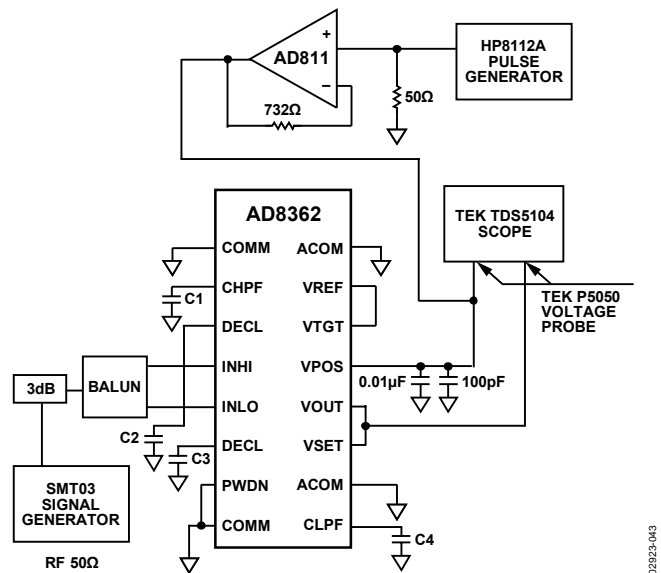 HP8112A
PULSE
GENERATOR
+
AD811
–
50Ω
732Ω
AD8362
TEK TDS5104
SCOPE
COMM
ACOM
C1
CHPF
VREF
TEK P5050
VOLTAGE
PROBE
DECL
VTGT
3dB
BALUN
INHI
VPOS
0.01µF
100pF
INLO
VOUT
C2
C3
DECL
VSET
SMT03
SIGNAL
GENERATOR
PWDN
ACOM
COMM
CLPF
C4
RF 50Ω
02923-043